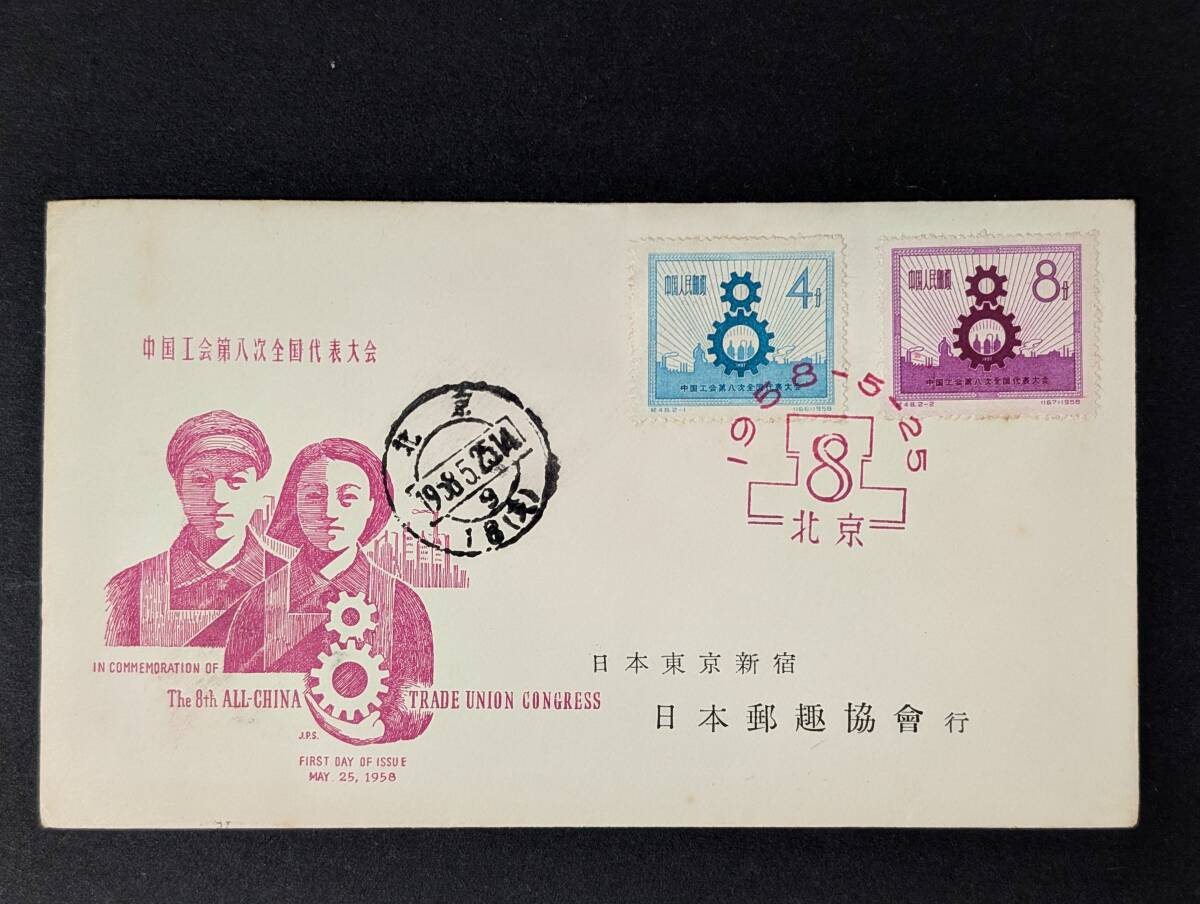 中国工会第八次全国代表大会
IN COMMEMORATION OF
The 8th ALL-CHINA TRADE UNION CONGRESS
J.P.S.
FIRST DAY OF ISSUE
MAY 25, 1958
北京
1958.5.25.14
9
18(支)
中国人民邮政
4分
中国工会第八次全国代表大会
紀48.2-1 (166)1958
中国人民邮政
8分
中国工会第八次全国代表大会
48.2-2 (167)1958
1958-5-25
8
北京
日本東京新宿
日本郵趣協會 行